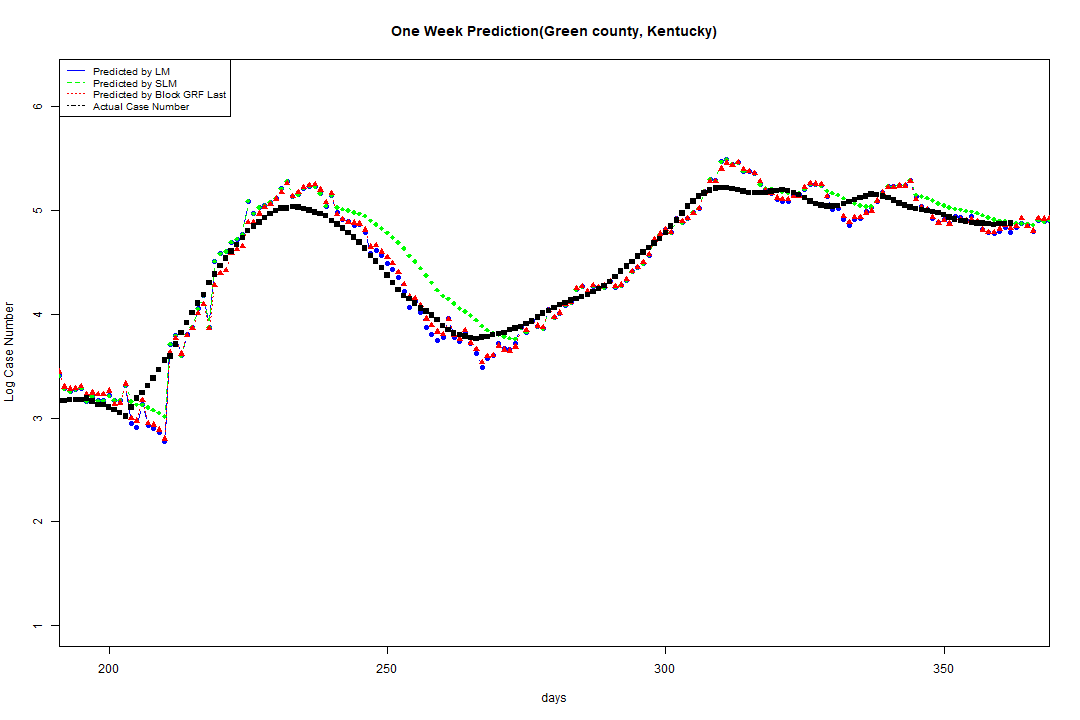 One Week Prediction(Green county, Kentucky)
Predicted by LM
Predicted by SLM
Predicted by Block GRF Last
Actual Case Number
Log Case Number
6
5
4
3
2
1
200
250
300
350
days